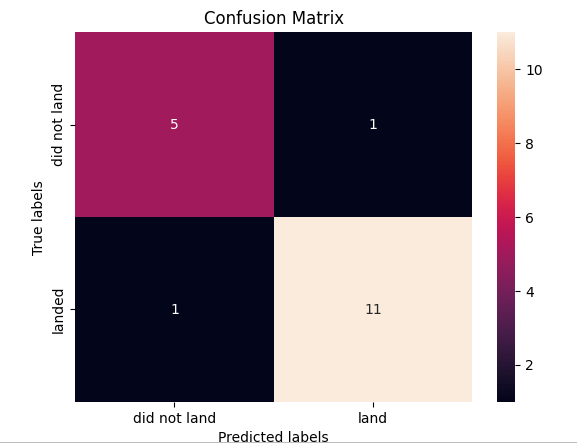 Confusion Matrix
True labels
did not land
5
1
landed
1
11
did not land
land
Predicted labels
10
8
6
4
2